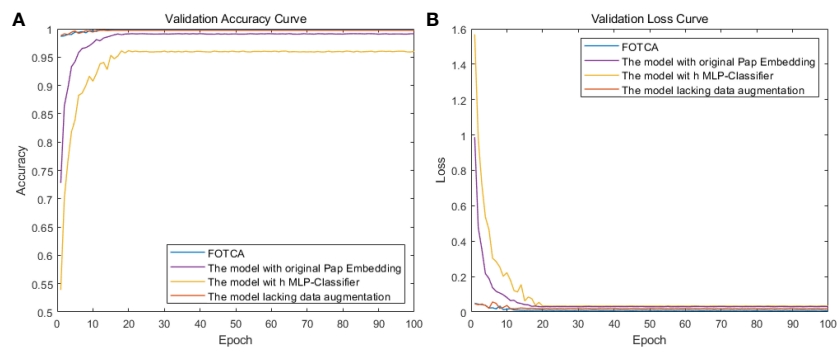 A
Validation Accuracy Curve
1
0.95
0.9
0.85
0.8
0.75
0.7
0.65
0.6
0.55
0.5
Accuracy
FOTCA
The model with original Pap Embedding
The model wit h MLP-Classifier
The model lacking data augmentation
0 10 20 30 40 50 60 70 80 90 100
Epoch
B
Validation Loss Curve
1.6
1.4
1.2
1
0.8
0.6
0.4
0.2
0
Loss
FOTCA
The model with original Pap Embedding
The model wit h MLP-Classifier
The model lacking data augmentation
0 10 20 30 40 50 60 70 80 90 100
Epoch